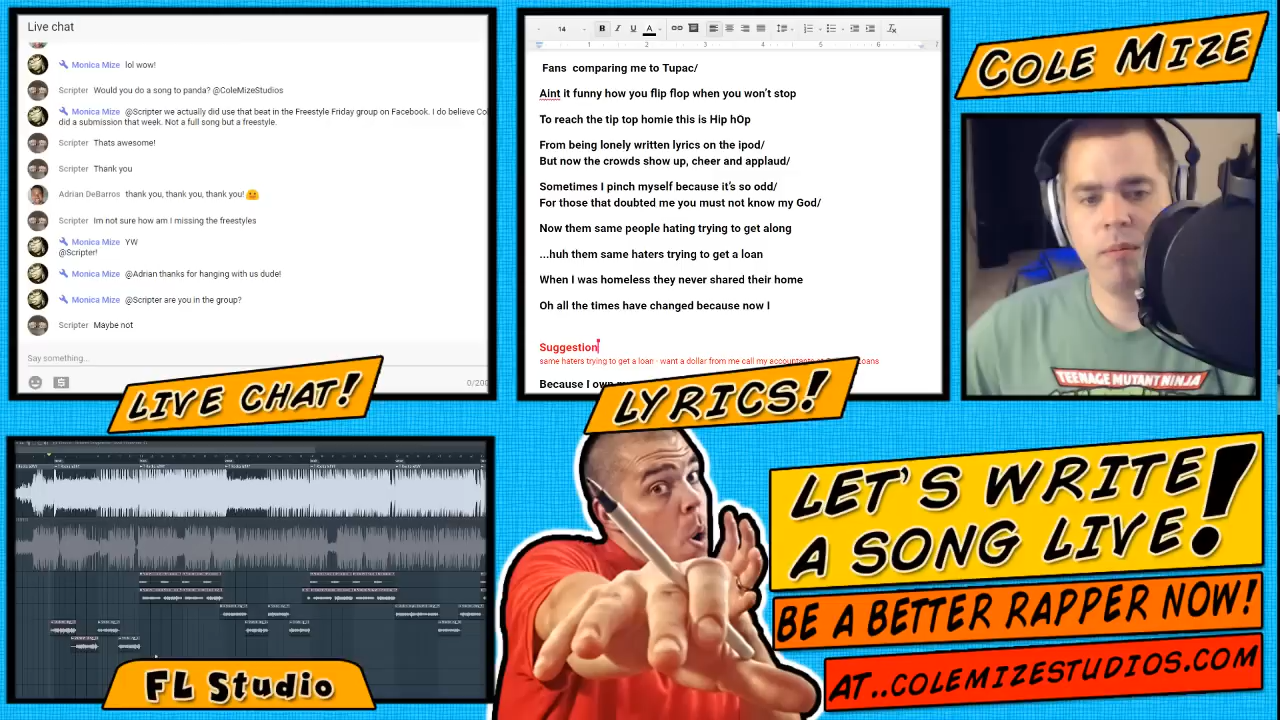 Live chat
Monica Mize lol wow!
Scripter Would you do a song to panda? @ColeMizeStudios
Monica Mize @Scripter we actually did use that beat in the Freestyle Friday group on Facebook. I do believe Co
did a submission that week. Not a full song but a freestyle.
Scripter Thats awesome!
Scripter Thank you
Adrian DeBarros thank you, thank you, thank you!
Scripter Im not sure how am I missing the freestyles
Monica Mize YW
@Scripter!
Monica Mize @Adrian thanks for hanging with us dude!
Monica Mize @Scripter are you in the group?
Scripter Maybe not
Say something...
0/200
LIVE CHAT!
14 B I U A
1 2 3 4 5 6 7
Fans comparing me to Tupac/
Aint it funny how you flip flop when you won't stop
To reach the tip top homie this is Hip hOp
From being lonely written lyrics on the ipod/
But now the crowds show up, cheer and applaud/
Sometimes I pinch myself because it's so odd/
For those that doubted me you must not know my God/
Now them same people hating trying to get along
...huh them same haters trying to get a loan
When I was homeless they never shared their home
Oh all the times have changed because now I
Suggestion
same haters trying to get a loan - want a dollar from me call my accountants at
Because I own
LYRICS!
COLE MIZE
TEENAGE MUTANT NINJA
FL Studio
LET'S WRITE
A SONG LIVE!
BE A BETTER RAPPER NOW!
AT..COLEMIZESTUDIOS.COM